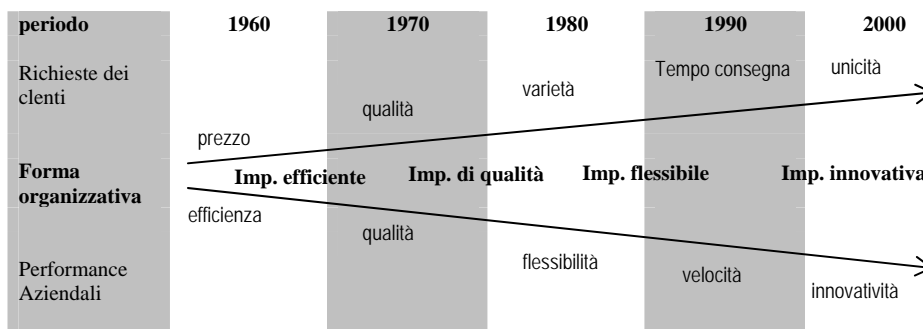 periodo 1960 1970 1980 1990 2000
Richieste dei
clenti
Tempo consegna
unicità
varietà
qualità
prezzo
Forma
organizzativa
Imp. efficiente Imp. di qualità Imp. flessibile Imp. innovativa
efficienza
qualità
flessibilità
velocità
innovatività
Performance
Aziendali